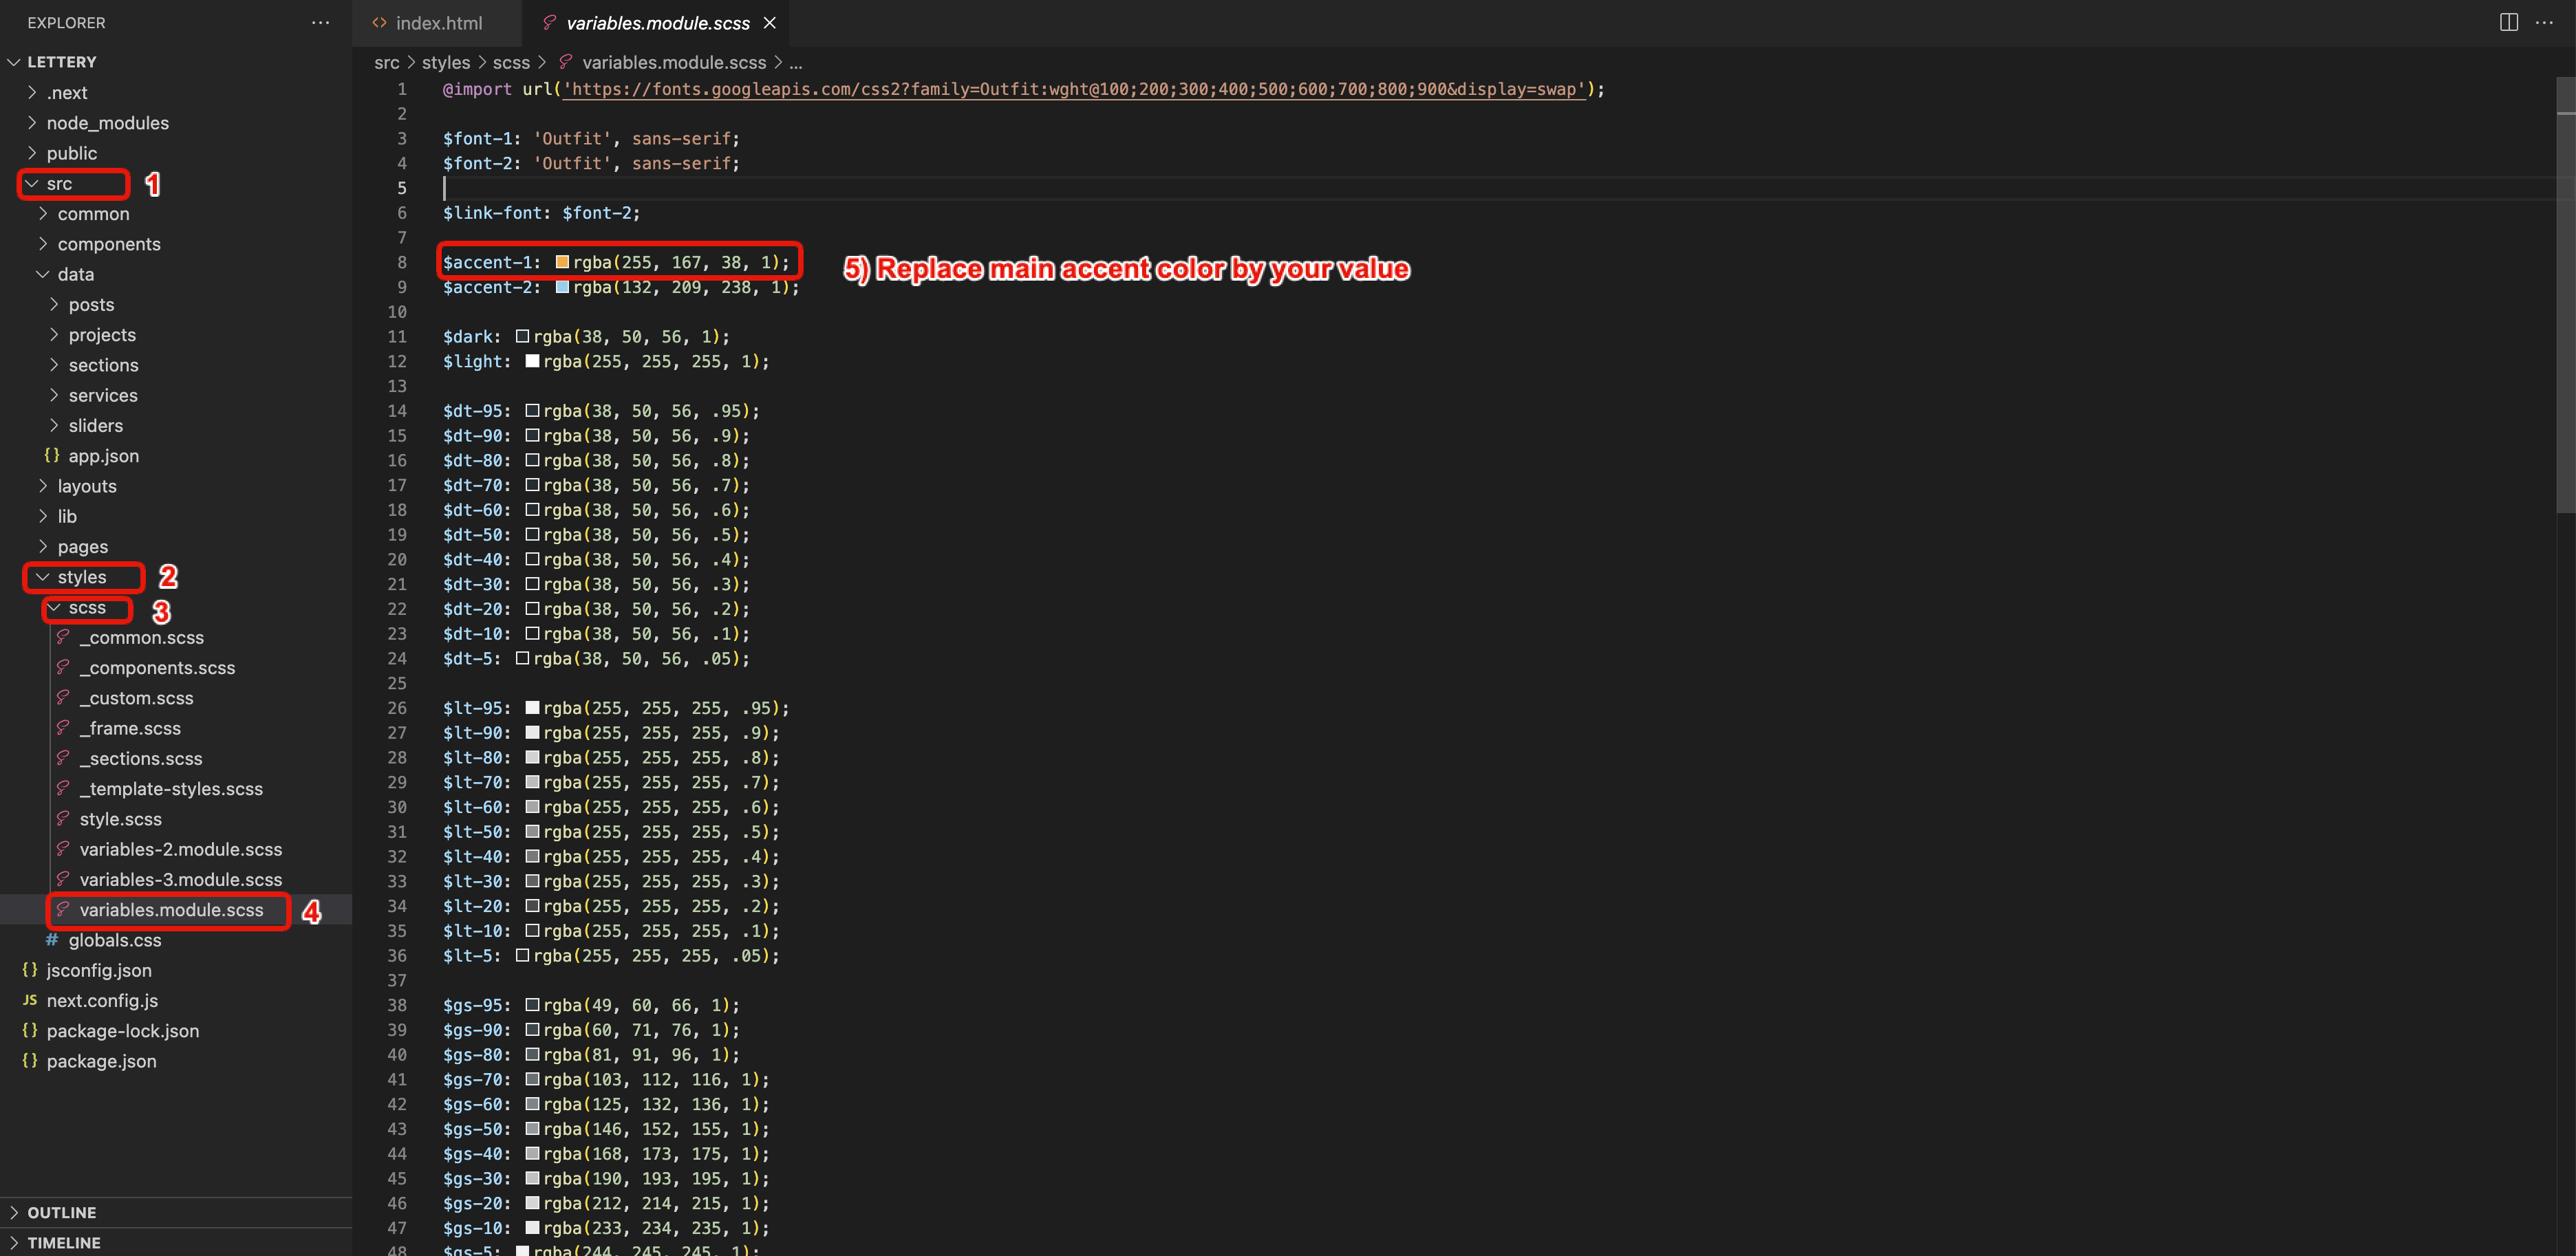 EXPLORER
LETTERY
.next
node_modules
public
src 1
common
components
data
posts
projects
sections
services
sliders
{} app.json
layouts
lib
pages
styles 2
scss 3
_common.scss
_components.scss
_custom.scss
_frame.scss
_sections.scss
_template-styles.scss
style.scss
variables-2.module.scss
variables-3.module.scss
variables.module.scss 4
# globals.css
{} jsconfig.json
JS next.config.js
{} package-lock.json
{} package.json
OUTLINE
TIMELINE
<> index.html
variables.module.scss
src > styles > scss > variables.module.scss > ...
1 @import url('https://fonts.googleapis.com/css2?family=Outfit:wght@100;200;300;400;500;600;700;800;900&display=swap');
2
3 $font-1: 'Outfit', sans-serif;
4 $font-2: 'Outfit', sans-serif;
5
6 $link-font: $font-2;
7
8 $accent-1: rgba(255, 167, 38, 1);
5) Replace main accent color by your value
9 $accent-2: rgba(132, 209, 238, 1);
10
11 $dark: rgba(38, 50, 56, 1);
12 $light: rgba(255, 255, 255, 1);
13
14 $dt-95: rgba(38, 50, 56, .95);
15 $dt-90: rgba(38, 50, 56, .9);
16 $dt-80: rgba(38, 50, 56, .8);
17 $dt-70: rgba(38, 50, 56, .7);
18 $dt-60: rgba(38, 50, 56, .6);
19 $dt-50: rgba(38, 50, 56, .5);
20 $dt-40: rgba(38, 50, 56, .4);
21 $dt-30: rgba(38, 50, 56, .3);
22 $dt-20: rgba(38, 50, 56, .2);
23 $dt-10: rgba(38, 50, 56, .1);
24 $dt-5: rgba(38, 50, 56, .05);
25
26 $lt-95: rgba(255, 255, 255, .95);
27 $lt-90: rgba(255, 255, 255, .9);
28 $lt-80: rgba(255, 255, 255, .8);
29 $lt-70: rgba(255, 255, 255, .7);
30 $lt-60: rgba(255, 255, 255, .6);
31 $lt-50: rgba(255, 255, 255, .5);
32 $lt-40: rgba(255, 255, 255, .4);
33 $lt-30: rgba(255, 255, 255, .3);
34 $lt-20: rgba(255, 255, 255, .2);
35 $lt-10: rgba(255, 255, 255, .1);
36 $lt-5: rgba(255, 255, 255, .05);
37
38 $gs-95: rgba(49, 60, 66, 1);
39 $gs-90: rgba(60, 71, 76, 1);
40 $gs-80: rgba(81, 91, 96, 1);
41 $gs-70: rgba(103, 112, 116, 1);
42 $gs-60: rgba(125, 132, 136, 1);
43 $gs-50: rgba(146, 152, 155, 1);
44 $gs-40: rgba(168, 173, 175, 1);
45 $gs-30: rgba(190, 193, 195, 1);
46 $gs-20: rgba(212, 214, 215, 1);
47 $gs-10: rgba(233, 234, 235, 1);
48 $gs-5: rgba(244, 245, 245, 1);